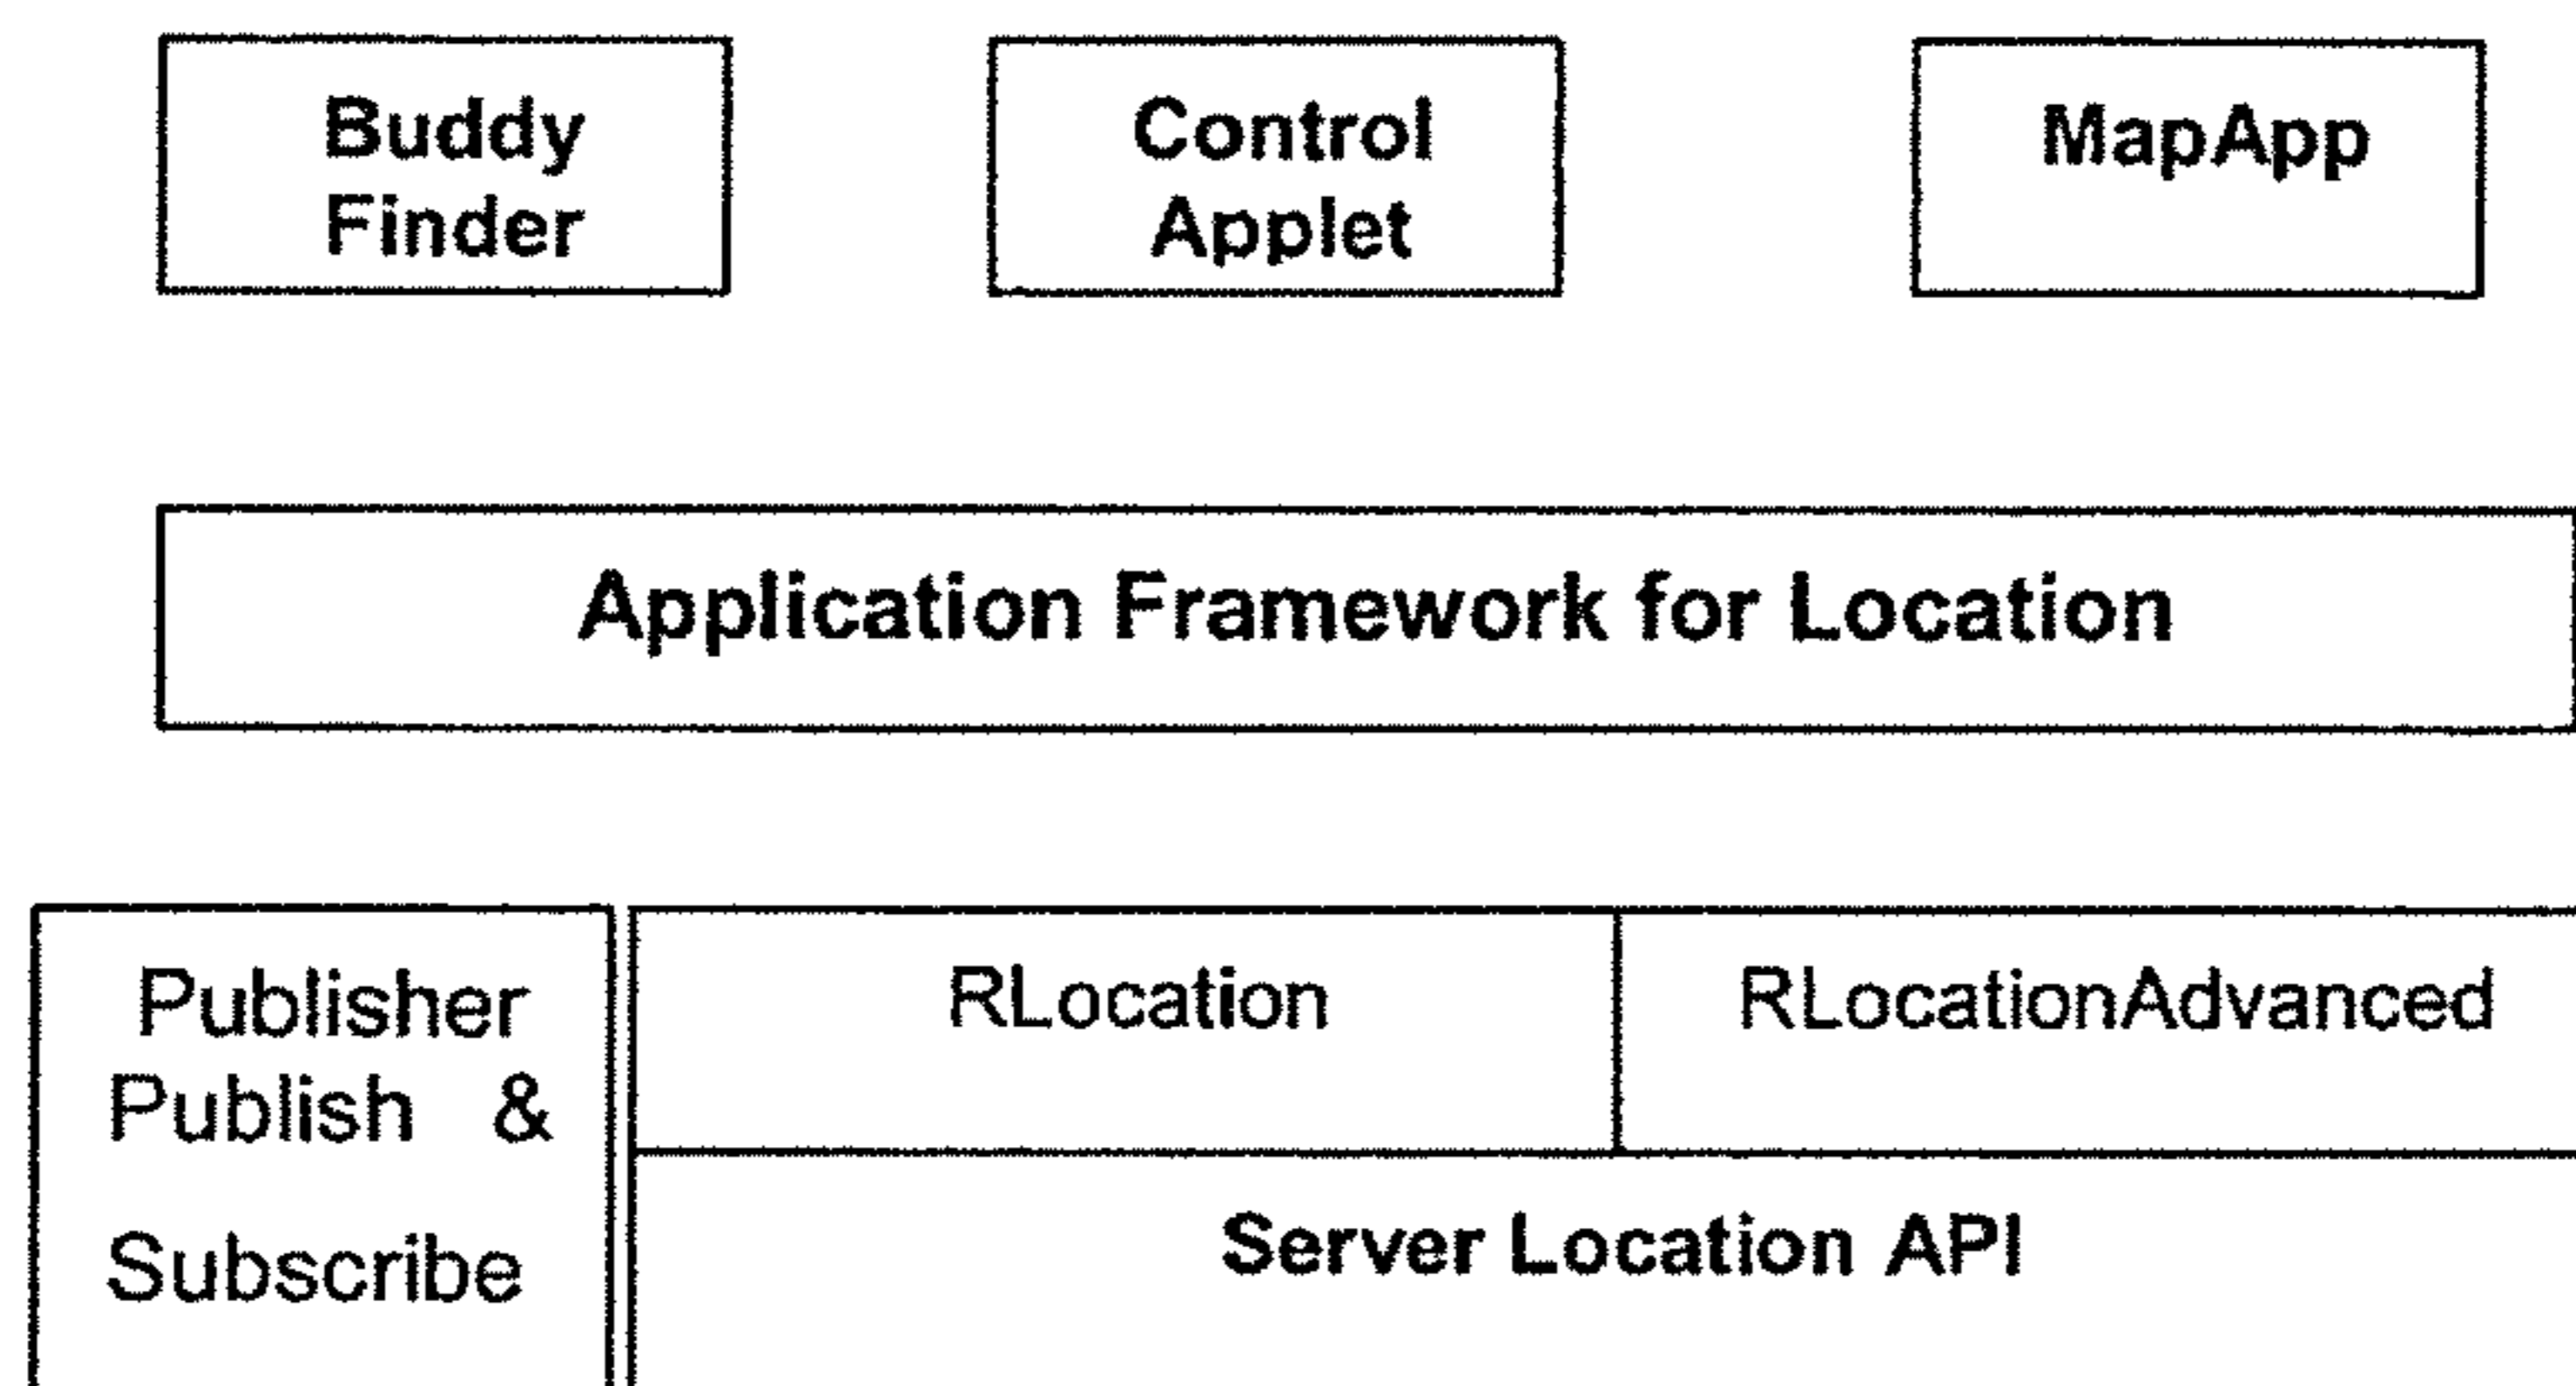 Buddy
Finder
Control
Applet
MapApp
Application Framework for Location
Publisher
Publish &
Subscribe
RLocation
RLocationAdvanced
Server Location API